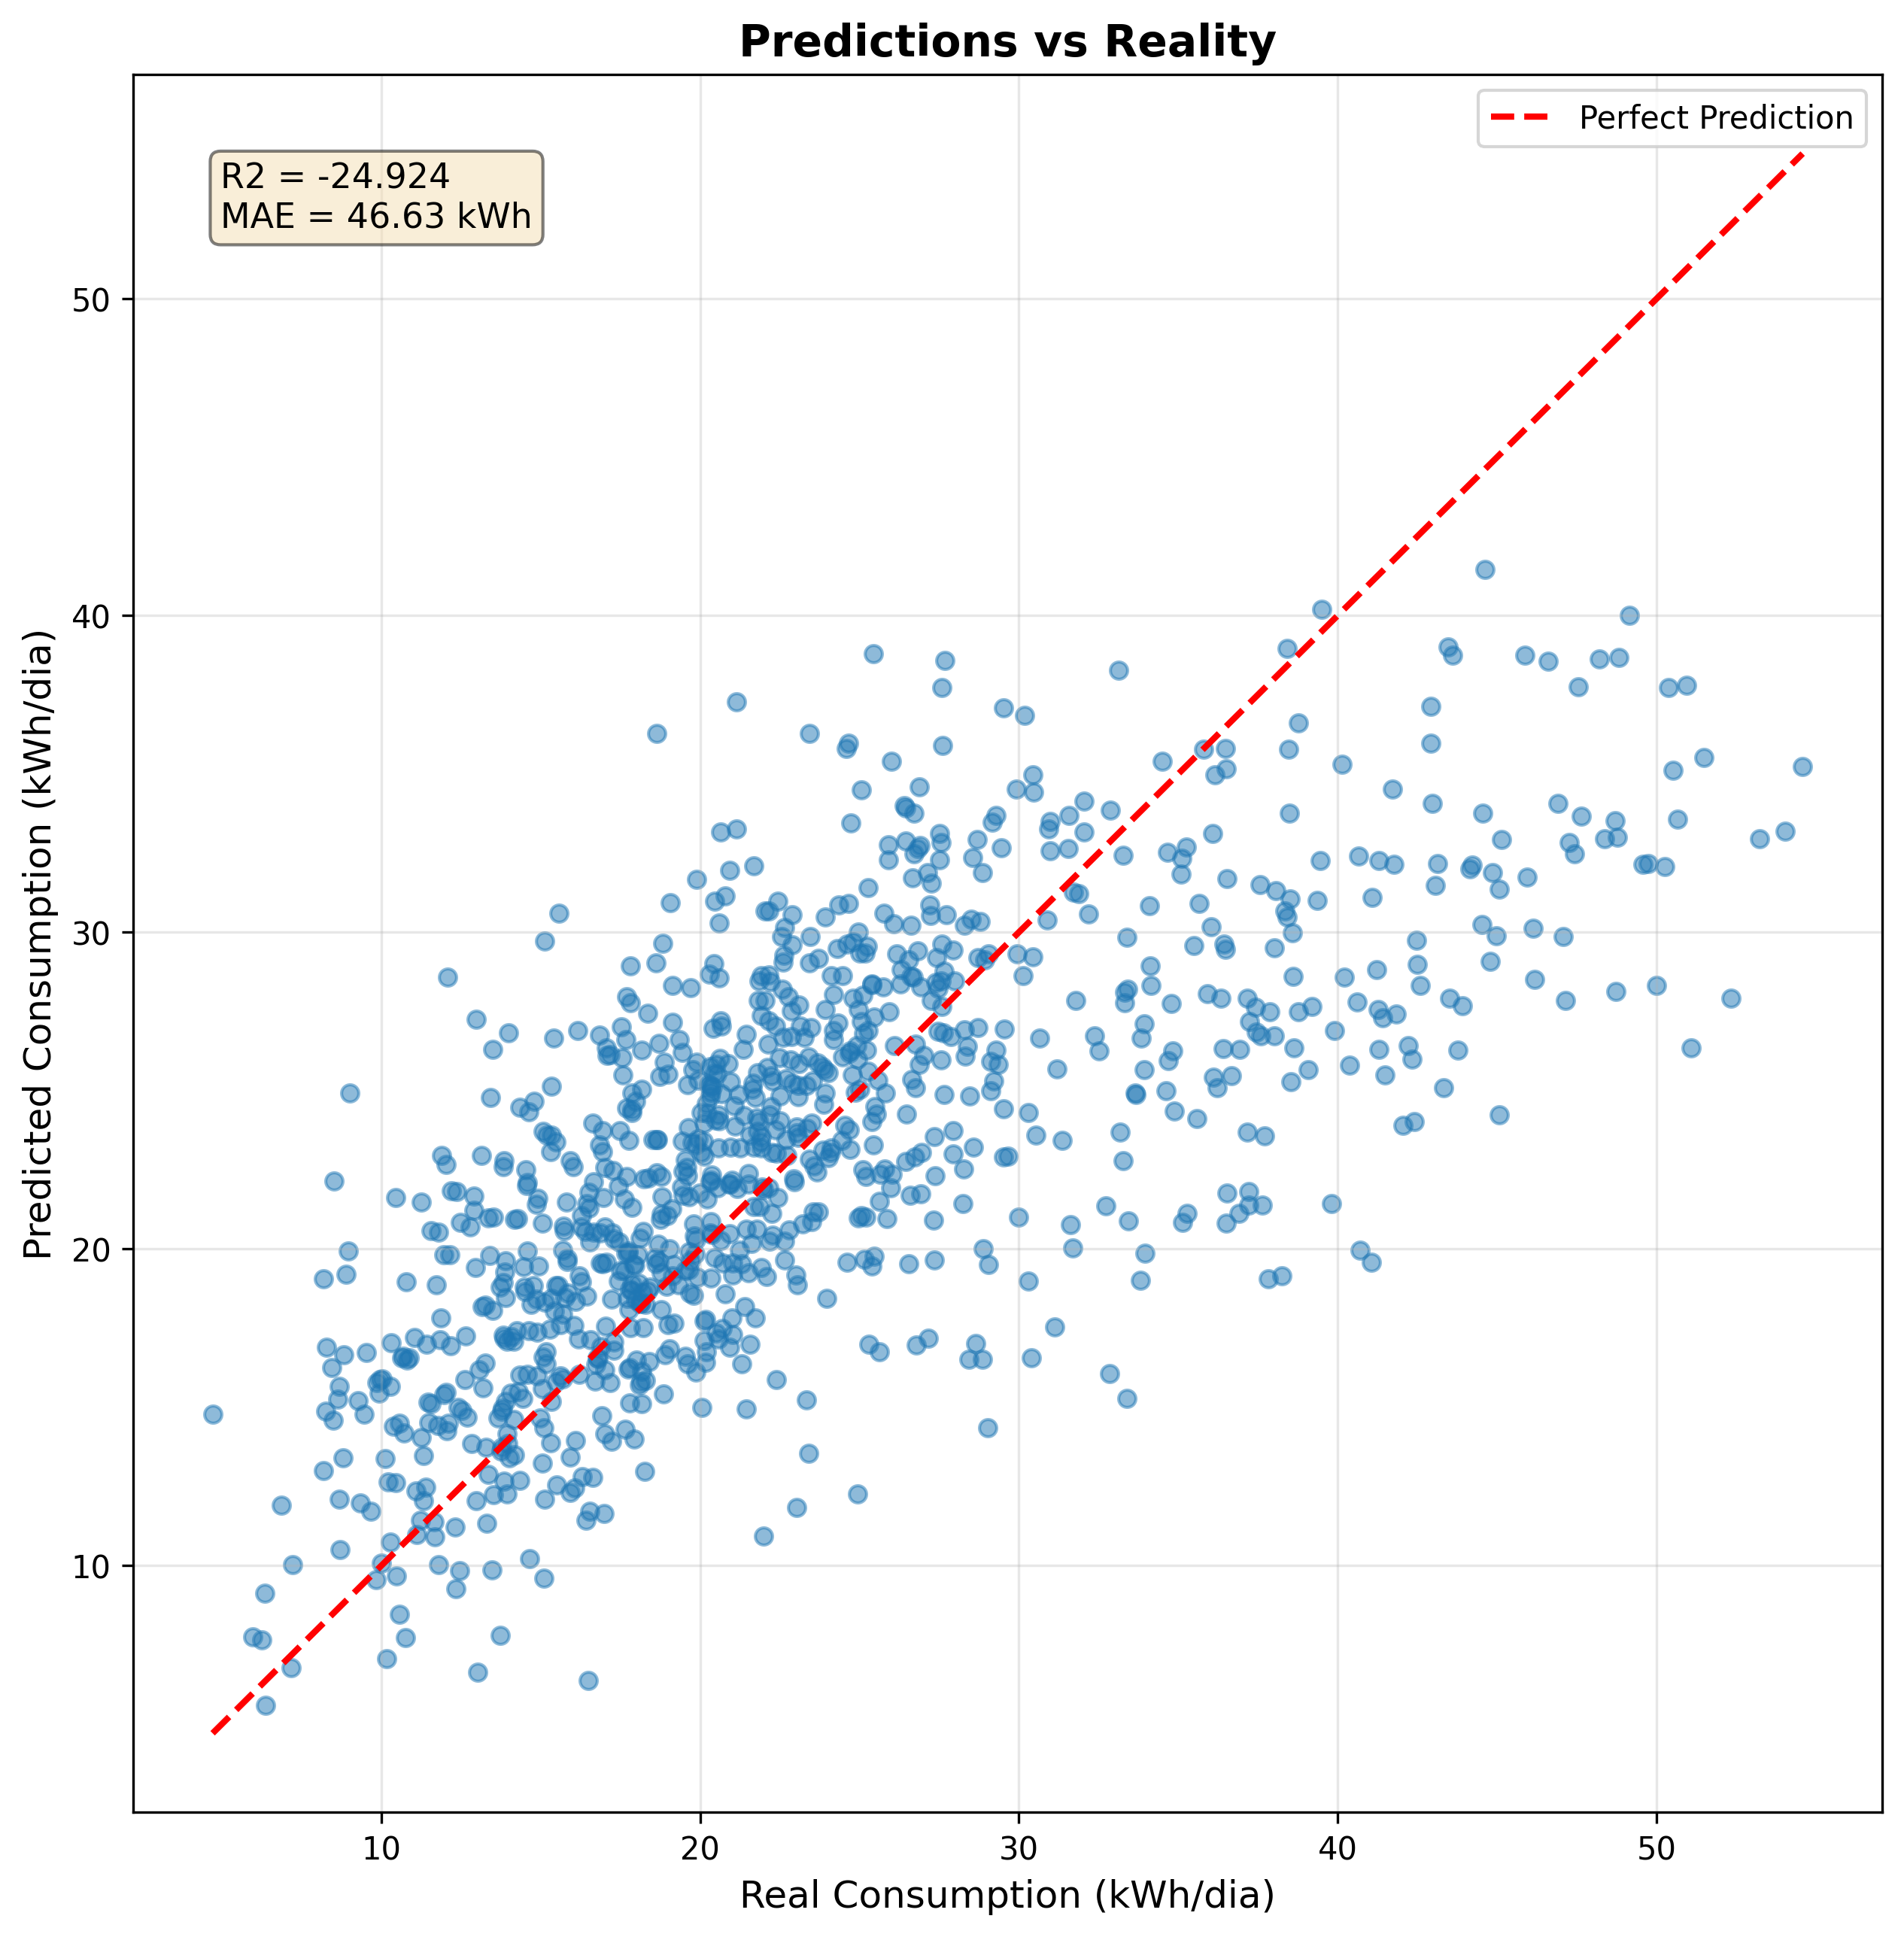 Predictions vs Reality
Perfect Prediction
R2 = -24.924
MAE = 46.63 kWh
Predicted Consumption (kWh/dia)
50
40
30
20
10
10 20 30 40 50
Real Consumption (kWh/dia)